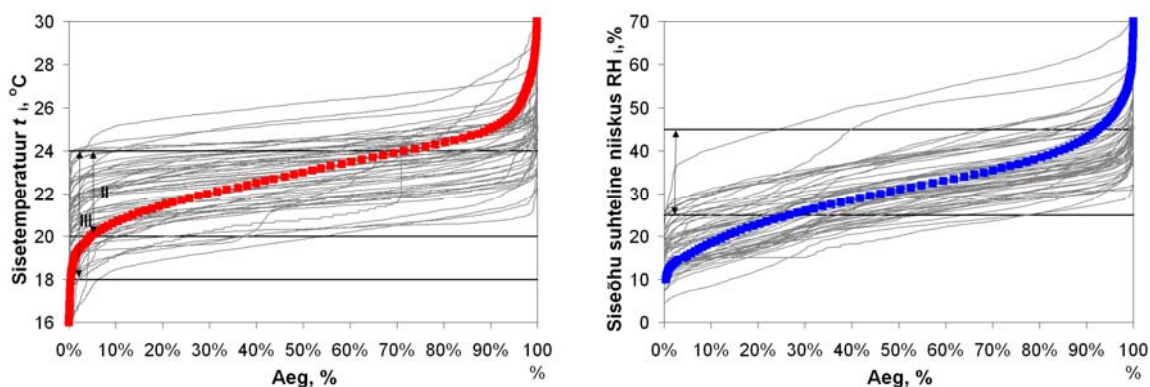 Sisetemperatuur t i, °C
30
28
26
24
22
20
18
16
II
III
0% 10% 20% 30% 40% 50% 60% 70% 80% 90% 100 %
Aeg, %
Siseõhu suhteline niiskus RH i,%
70
60
50
40
30
20
10
0
0% 10% 20% 30% 40% 50% 60% 70% 80% 90% 100 %
Aeg, %